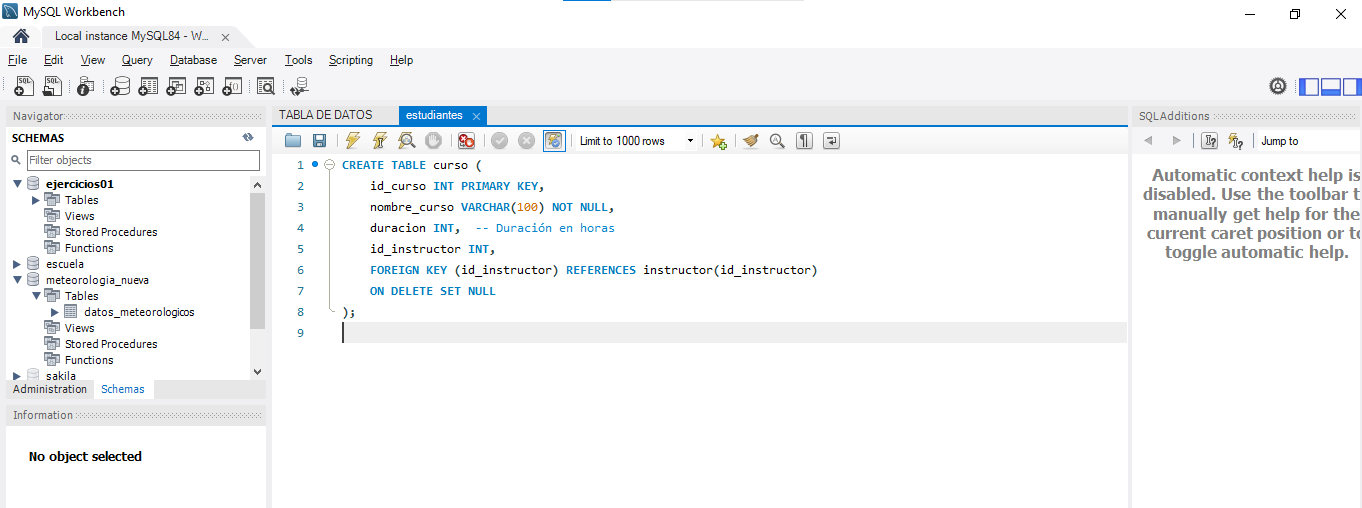 MySQL Workbench
Local instance MySQL84 - W... ×
File Edit View Query Database Server Tools Scripting Help
Navigator
SCHEMAS
Filter objects
ejercicios01
Tables
Views
Stored Procedures
Functions
escuela
meteorologia_nueva
Tables
datos_meteorologicos
Views
Stored Procedures
Functions
sakila
Administration Schemas
Information
No object selected
TABLA DE DATOS estudiantes ×
Limit to 1000 rows
1 CREATE TABLE curso (
2 id_curso INT PRIMARY KEY,
3 nombre_curso VARCHAR(100) NOT NULL,
4 duracion INT, -- Duración en horas
5 id_instructor INT,
6 FOREIGN KEY (id_instructor) REFERENCES instructor(id_instructor)
7 ON DELETE SET NULL
8 );
9
SQLAdditions
Jump to
Automatic context help is
disabled. Use the toolbar t
manually get help for the
current caret position or to
toggle automatic help.